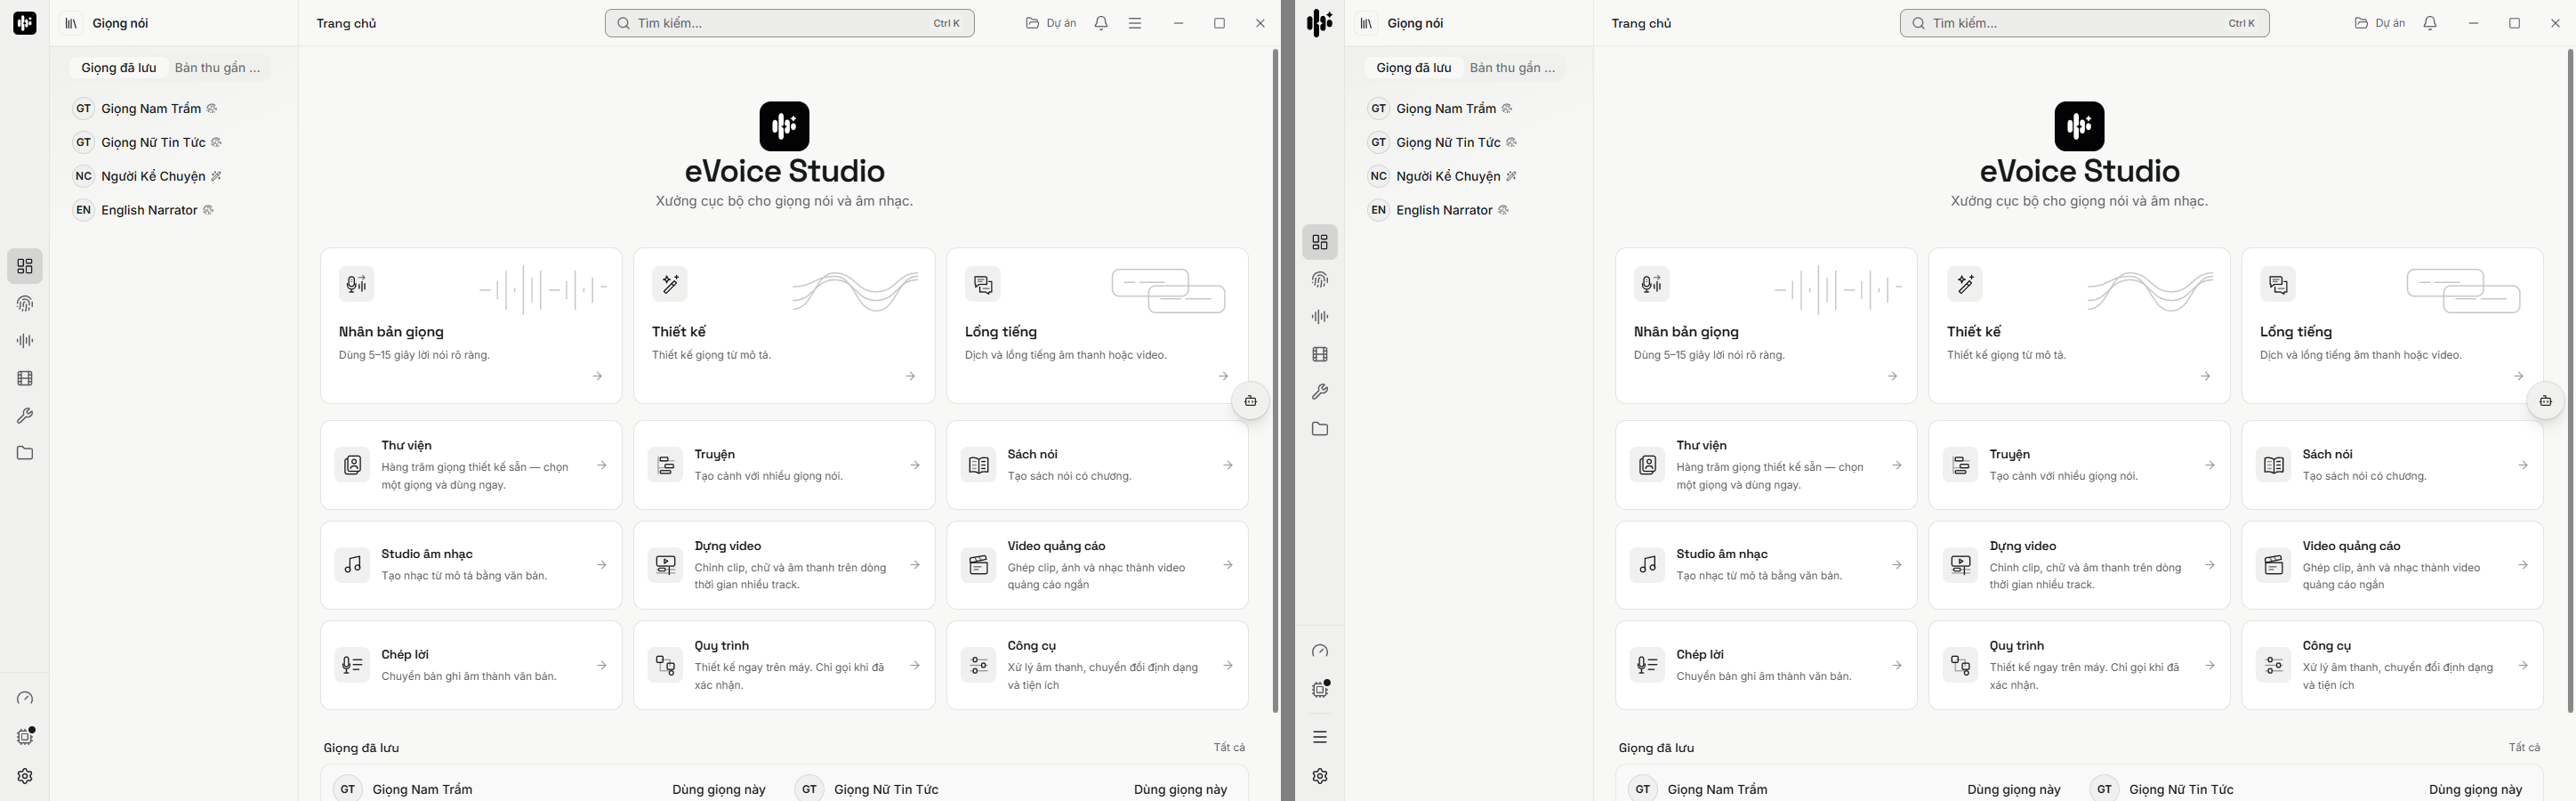 Giọng nói
Trang chủ
Tìm kiếm...
Ctrl K
Dự án
Giọng đã lưu
Bản thu gần ...
GT Giọng Nam Trầm
GT Giọng Nữ Tin Tức
NC Người Kể Chuyện
EN English Narrator
eVoice Studio
Xưởng cục bộ cho giọng nói và âm nhạc.
Nhân bản giọng
Dùng 5–15 giây lời nói rõ ràng.
Thiết kế
Thiết kế giọng từ mô tả.
Lồng tiếng
Dịch và lồng tiếng âm thanh hoặc video.
Thư viện
Hàng trăm giọng thiết kế sẵn — chọn
một giọng và dùng ngay.
Truyện
Tạo cảnh với nhiều giọng nói.
Sách nói
Tạo sách nói có chương.
Studio âm nhạc
Tạo nhạc từ mô tả bằng văn bản.
Dựng video
Chỉnh clip, chữ và âm thanh trên dòng
thời gian nhiều track.
Video quảng cáo
Ghép clip, ảnh và nhạc thành video
quảng cáo ngắn
Chép lời
Chuyển bản ghi âm thành văn bản.
Quy trình
Thiết kế ngay trên máy. Chỉ gọi khi đã
xác nhận.
Công cụ
Xử lý âm thanh, chuyển đổi định dạng
và tiện ích
Giọng đã lưu
Tất cả
GT Giọng Nam Trầm
Dùng giọng này
GT Giọng Nữ Tin Tức
Dùng giọng này
Giọng nói
Trang chủ
Tìm kiếm...
Ctrl K
Dự án
Giọng đã lưu
Bản thu gần ...
GT Giọng Nam Trầm
GT Giọng Nữ Tin Tức
NC Người Kể Chuyện
EN English Narrator
eVoice Studio
Xưởng cục bộ cho giọng nói và âm nhạc.
Nhân bản giọng
Dùng 5–15 giây lời nói rõ ràng.
Thiết kế
Thiết kế giọng từ mô tả.
Lồng tiếng
Dịch và lồng tiếng âm thanh hoặc video.
Thư viện
Hàng trăm giọng thiết kế sẵn — chọn
một giọng và dùng ngay.
Truyện
Tạo cảnh với nhiều giọng nói.
Sách nói
Tạo sách nói có chương.
Studio âm nhạc
Tạo nhạc từ mô tả bằng văn bản.
Dựng video
Chỉnh clip, chữ và âm thanh trên dòng
thời gian nhiều track.
Video quảng cáo
Ghép clip, ảnh và nhạc thành video
quảng cáo ngắn
Chép lời
Chuyển bản ghi âm thành văn bản.
Quy trình
Thiết kế ngay trên máy. Chỉ gọi khi đã
xác nhận.
Công cụ
Xử lý âm thanh, chuyển đổi định dạng
và tiện ích
Giọng đã lưu
Tất cả
GT Giọng Nam Trầm
Dùng giọng này
GT Giọng Nữ Tin Tức
Dùng giọng này